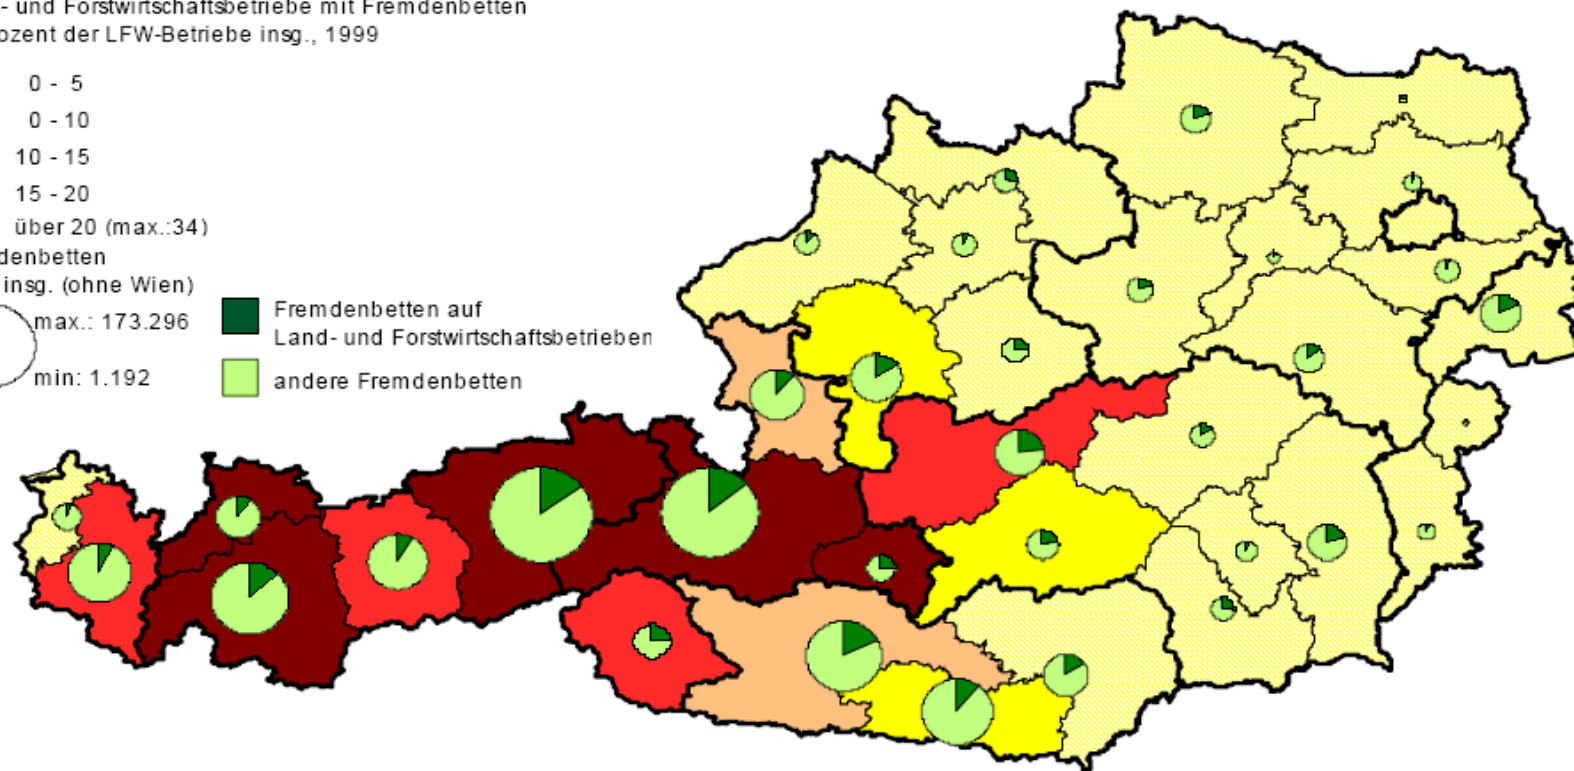 - und Forstwirtschaftsbetriebe mit Fremdenbetten
ozent der LFW-Betriebe insg., 1999
0 - 5
0 - 10
10 - 15
15 - 20
über 20 (max.:34)
denbetten
insg. (ohne Wien)
max.: 173.296
min: 1.192
Fremdenbetten auf
Land- und Forstwirtschaftsbetrieben
andere Fremdenbetten